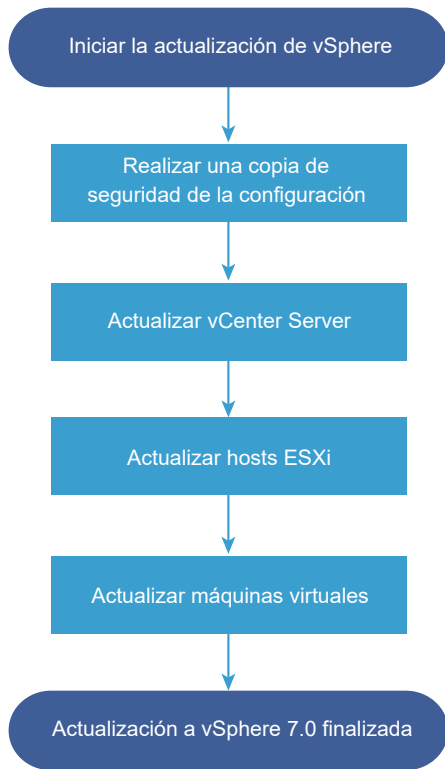 Iniciar la actualización de vSphere
Realizar una copia de
seguridad de la configuración
Actualizar vCenter Server
Actualizar hosts ESXi
Actualizar máquinas virtuales
Actualización a vSphere 7.0 finalizada